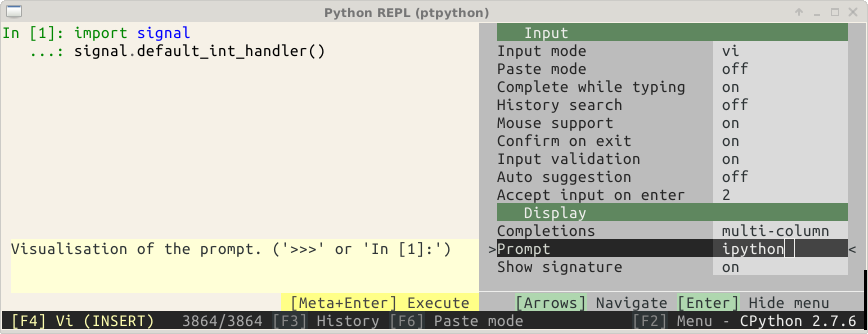 Python REPL (ptpython)
In [1]: import signal
...: signal.default_int_handler()
Input
Input mode vi
Paste mode off
Complete while typing on
History search off
Mouse support on
Confirm on exit on
Input validation on
Auto suggestion off
Accept input on enter 2
Display
Completions multi-column
>Prompt ipython <
Show signature on
Visualisation of the prompt. ('>>>' or 'In [1]:')
[Meta+Enter] Execute
[Arrows] Navigate [Enter] Hide menu
[F4] Vi (INSERT) 3864/3864 [F3] History [F6] Paste mode [F2] Menu - CPython 2.7.6